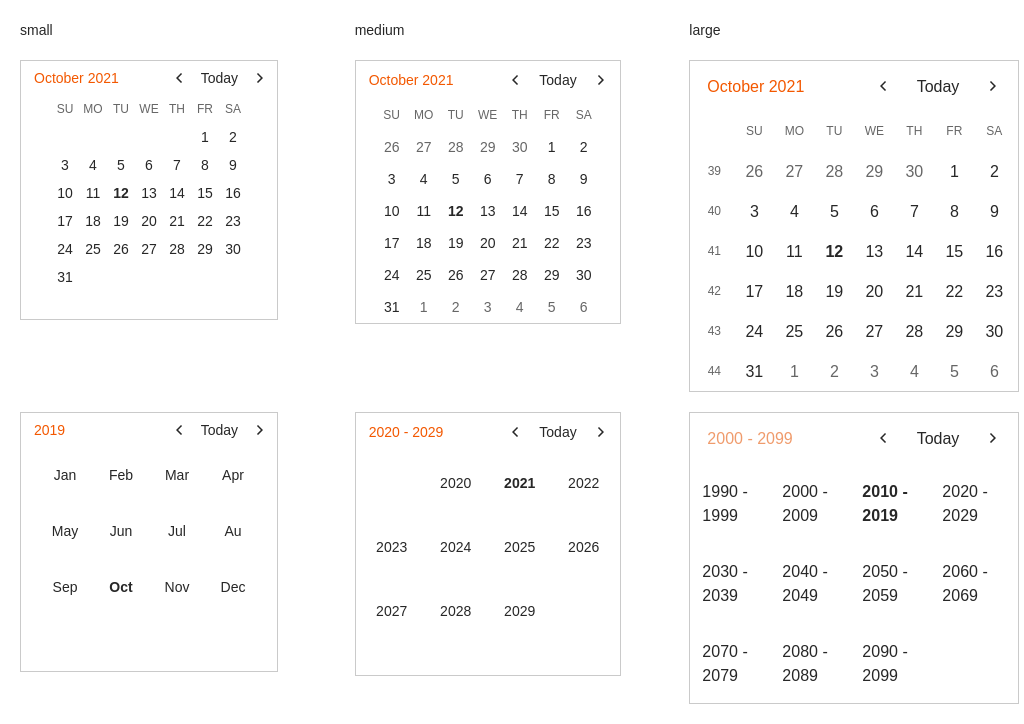 small
medium
large
October 2021 Today
SU MO TU WE TH FR SA
1 2
3 4 5 6 7 8 9
10 11 12 13 14 15 16
17 18 19 20 21 22 23
24 25 26 27 28 29 30
31
October 2021 Today
SU MO TU WE TH FR SA
26 27 28 29 30 1 2
3 4 5 6 7 8 9
10 11 12 13 14 15 16
17 18 19 20 21 22 23
24 25 26 27 28 29 30
31 1 2 3 4 5 6
October 2021 Today
SU MO TU WE TH FR SA
39 26 27 28 29 30 1 2
40 3 4 5 6 7 8 9
41 10 11 12 13 14 15 16
42 17 18 19 20 21 22 23
43 24 25 26 27 28 29 30
44 31 1 2 3 4 5 6
2019 Today
Jan Feb Mar Apr
May Jun Jul Au
Sep Oct Nov Dec
2020 - 2029 Today
2020 2021 2022
2023 2024 2025 2026
2027 2028 2029
2000 - 2099 Today
1990 - 2000 - 2010 - 2020 -
1999 2009 2019 2029
2030 - 2040 - 2050 - 2060 -
2039 2049 2059 2069
2070 - 2080 - 2090 -
2079 2089 2099